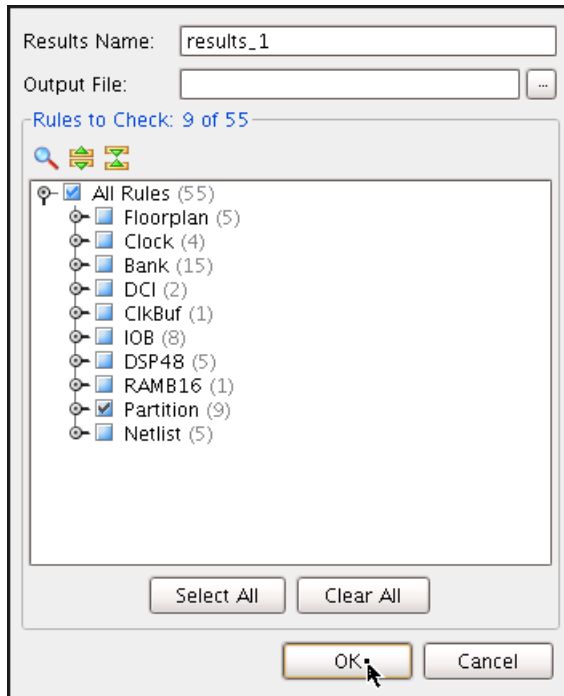 Results Name: results_1
Output File: ...
Rules to Check: 9 of 55
All Rules (55)
Floorplan (5)
Clock (4)
Bank (15)
DCI (2)
ClkBuf (1)
IOB (8)
DSP48 (5)
RAMB16 (1)
Partition (9)
Netlist (5)
Select All Clear All
OK Cancel